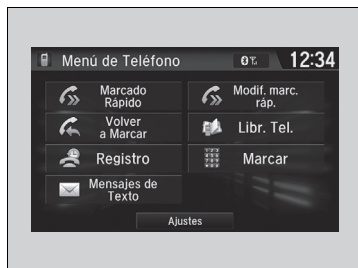 Menú de Teléfono
12:34
Marcado
Rápido
Modif. marc.
ráp.
Volver
a Marcar
Libr. Tel.
Registro
Marcar
Mensajes de
Texto
Ajustes